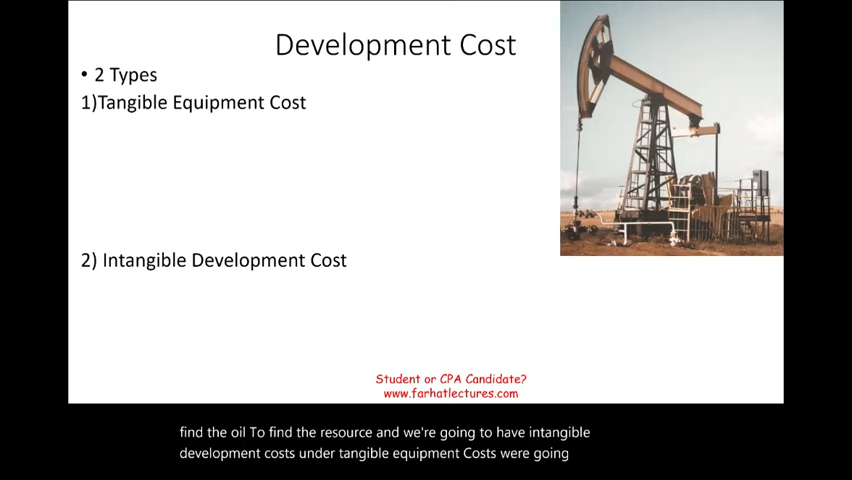 Development Cost
• 2 Types
1)Tangible Equipment Cost
2) Intangible Development Cost
Student or CPA Candidate?
www.farhatlectures.com
find the oil To find the resource and we're going to have intangible
development costs under tangible equipment Costs were going